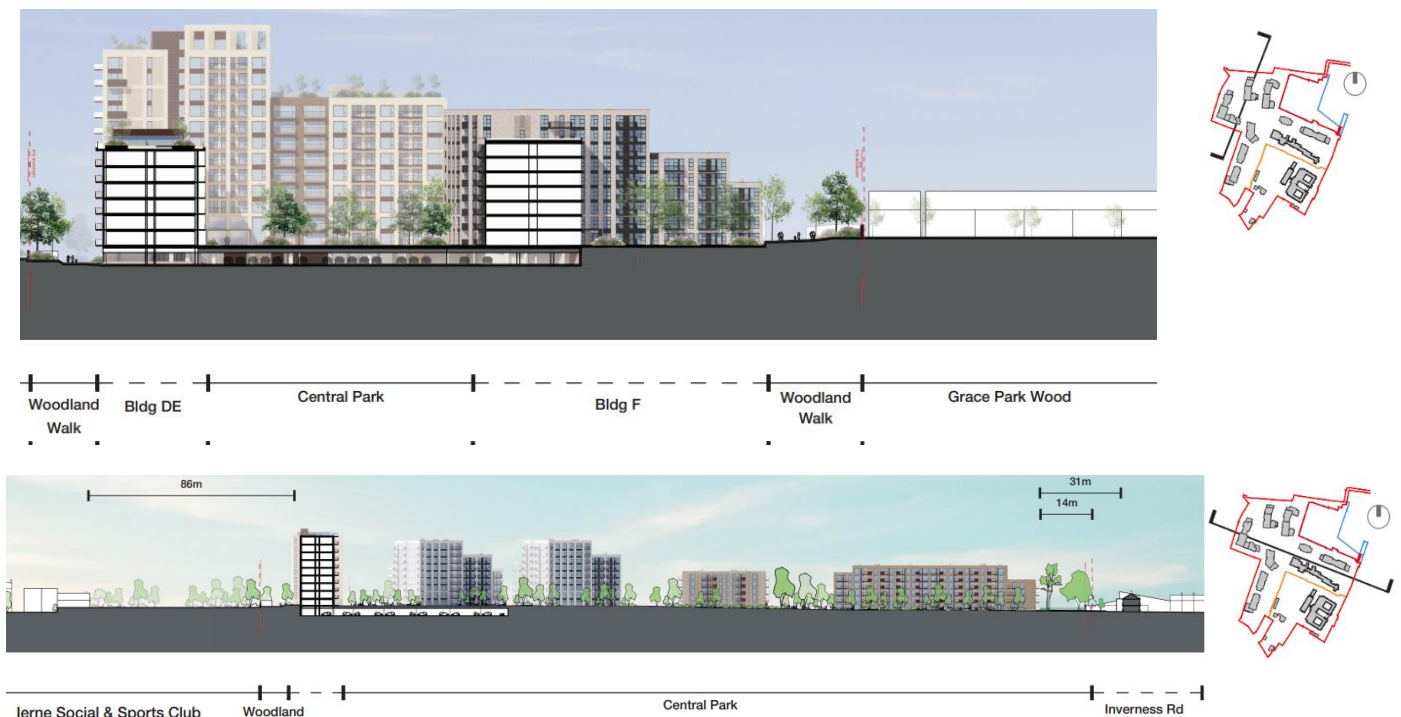 Woodland
Walk
Bldg DE
Central Park
Bldg F
Woodland
Walk
Grace Park Wood
86m
31m
14m
Ierne Social & Sports Club
Woodland
Central Park
Inverness Rd